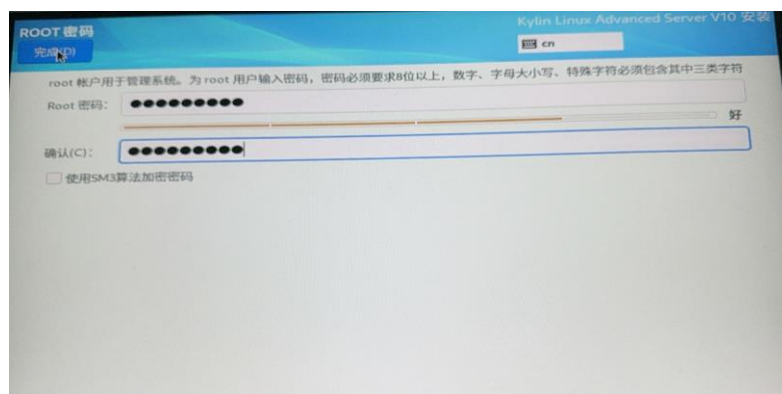 ROOT 密码
Kylin Linux Advanced Server V10 安装
完成(D)
cn
root 帐户用于管理系统。为 root 用户输入密码，密码必须要求8位以上，数字、字母大小写、特殊字符必须包含其中三类字符
Root 密码：
好
确认(C)：
使用SM3算法加密密码